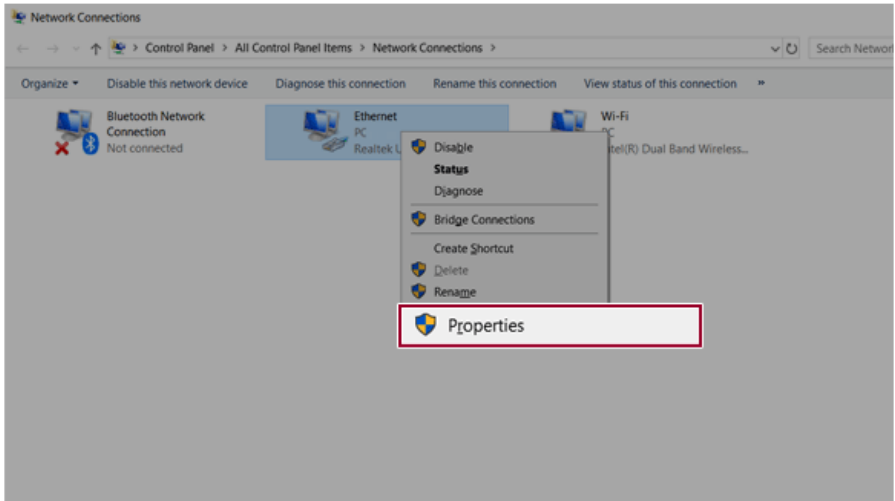 Network Connections
Control Panel > All Control Panel Items > Network Connections >
Search Networ
Organize Disable this network device Diagnose this connection Rename this connection View status of this connection »
Bluetooth Network
Connection
Not connected
Ethernet
PC
Realtek U
Wi-Fi
PC
tel(R) Dual Band Wireless...
Disable
Status
Diagnose
Bridge Connections
Create Shortcut
Delete
Rename
Properties